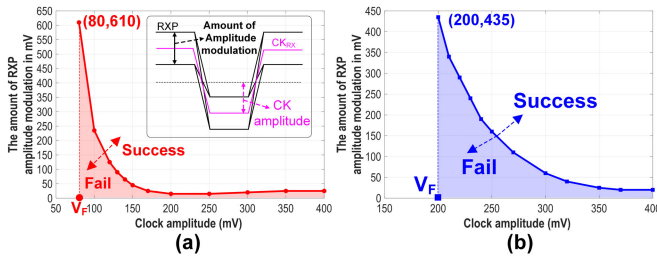 (80,610)
RXP
Amount of
Amplitude
modulation
CKRX
CK
amplitude
Success
Fail
VF
The amount of RXP
amplitude modulation in mV
650
600
550
500
450
400
350
300
250
200
150
100
50
0
50 100 150 200 250 300 350 400
Clock amplitude (mV)
(a)
(200,435)
Success
Fail
VF
The amount of RXP
amplitude modulation in mV
450
400
350
300
250
200
150
100
50
0
150 200 250 300 350 400
Clock amplitude (mV)
(b)